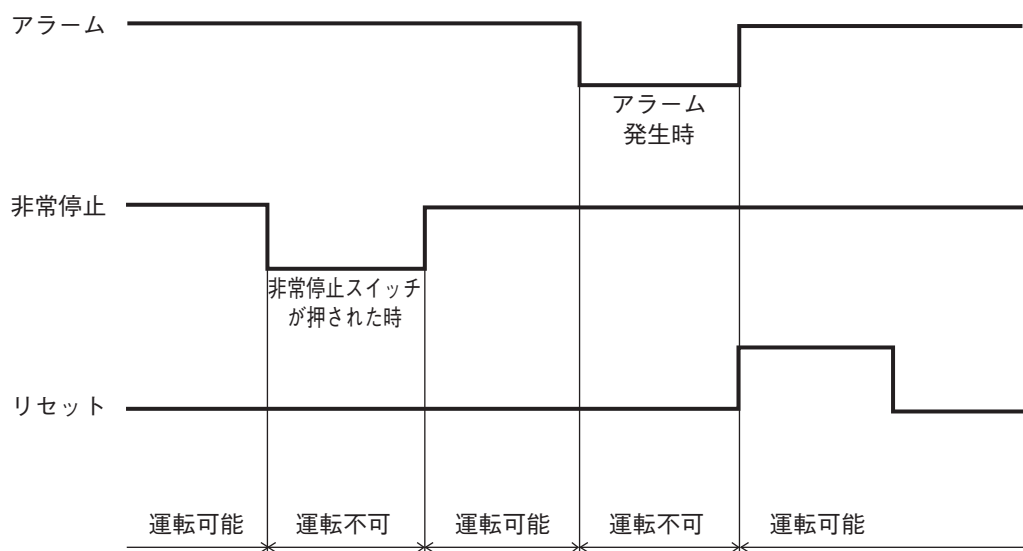 アラーム
アラーム
発生時
非常停止
非常停止スイッチ
が押された時
リセット
運転可能 運転不可 運転可能 運転不可 運転可能